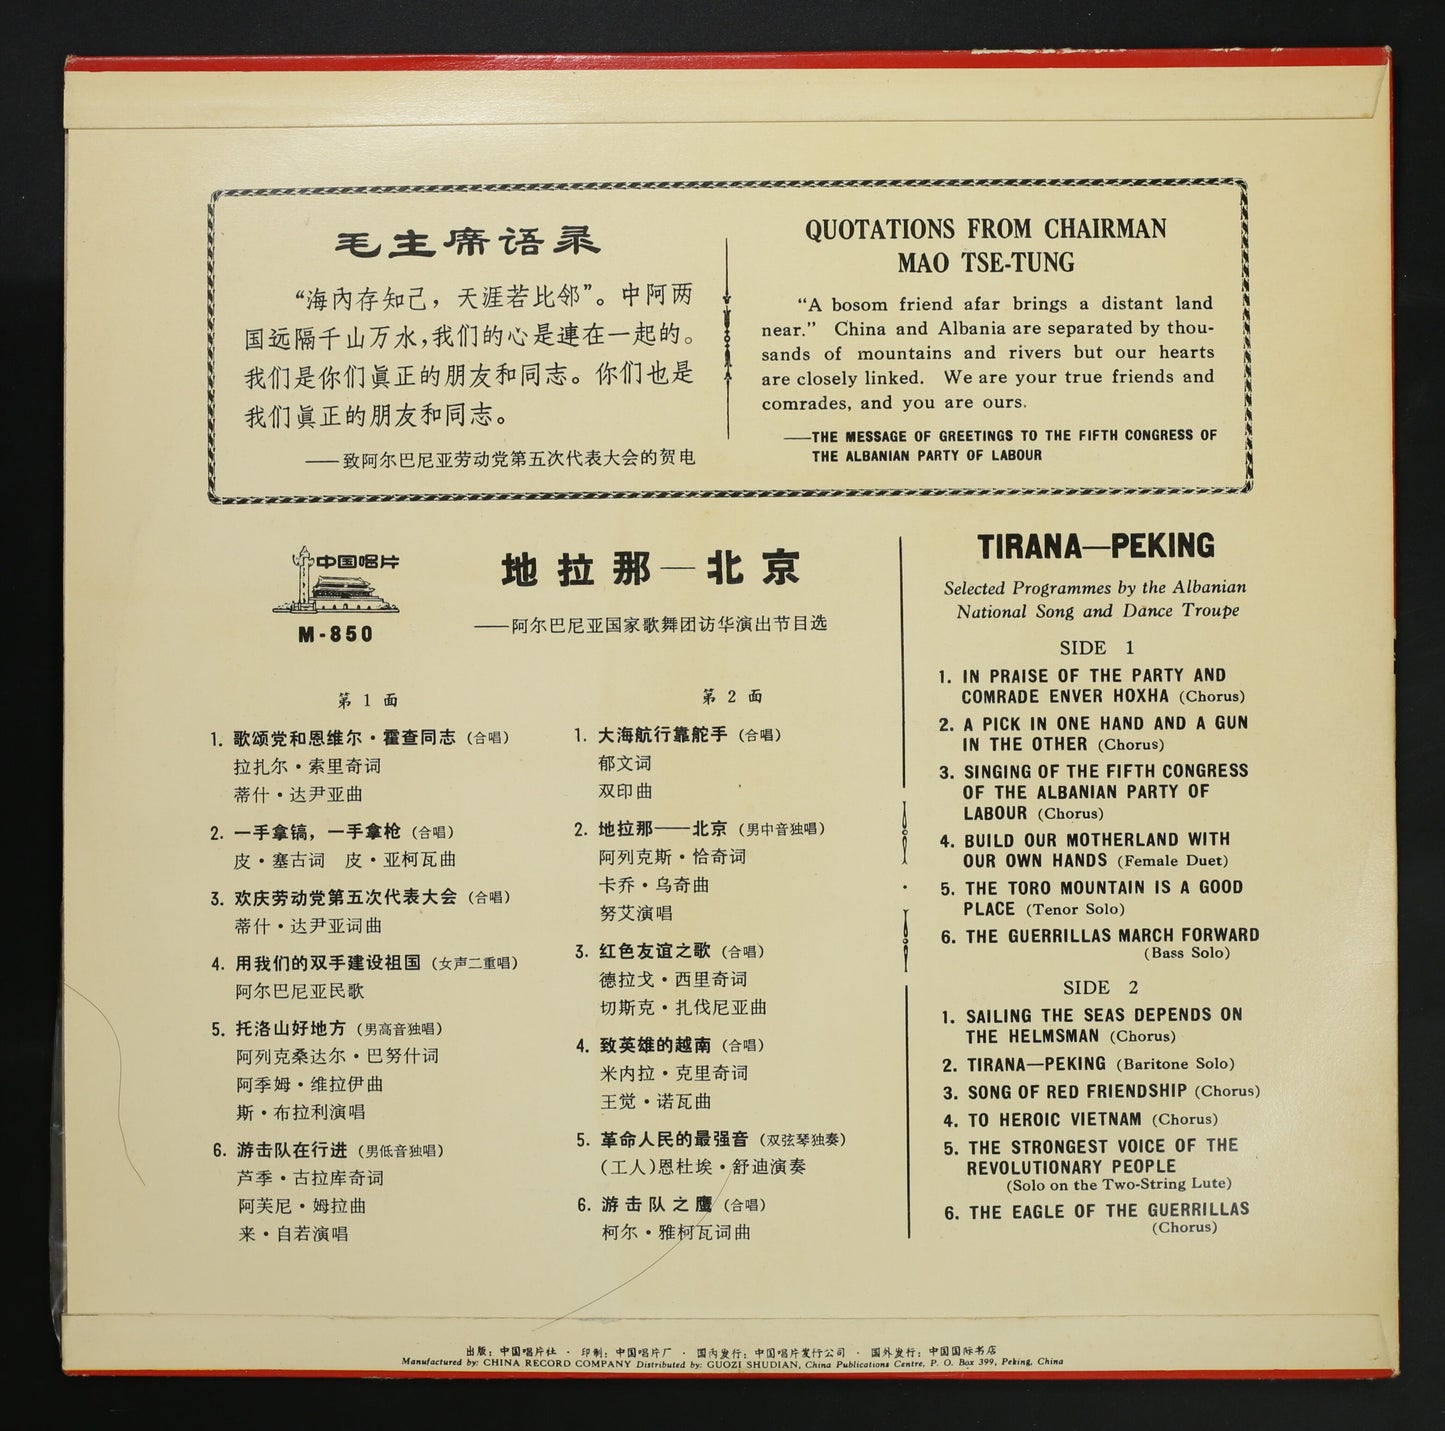 毛主席语录
“海内存知己，天涯若比邻”。中阿两
国远隔千山万水，我们的心是連在一起的。
我们是你们眞正的朋友和同志。你们也是
我们眞正的朋友和同志。
——致阿尔巴尼亚劳动党第五次代表大会的贺电
QUOTATIONS FROM CHAIRMAN
MAO TSE-TUNG
“A bosom friend afar brings a distant land
near.” China and Albania are separated by thou-
sands of mountains and rivers but our hearts
are closely linked. We are your true friends and
comrades, and you are ours.
——THE MESSAGE OF GREETINGS TO THE FIFTH CONGRESS OF
THE ALBANIAN PARTY OF LABOUR
中国唱片
M-850
地拉那—北京
——阿尔巴尼亚国家歌舞团访华演出节目选
第 1 面
1. 歌颂党和恩维尔·霍查同志（合唱）
拉扎尔·索里奇词
蒂什·达尹亚曲
2. 一手拿镐，一手拿枪（合唱）
皮·塞古词 皮·亚柯瓦曲
3. 欢庆劳动党第五次代表大会（合唱）
蒂什·达尹亚词曲
4. 用我们的双手建设祖国（女声二重唱）
阿尔巴尼亚民歌
5. 托洛山好地方（男高音独唱）
阿列克桑达尔·巴努什词
阿季姆·维拉伊曲
斯·布拉利演唱
6. 游击队在行进（男低音独唱）
芦季·古拉库奇词
阿芙尼·姆拉曲
来·自若演唱
第 2 面
1. 大海航行靠舵手（合唱）
郁文词
双印曲
2. 地拉那——北京（男中音独唱）
阿列克斯·恰奇词
卡乔·乌奇曲
努艾演唱
3. 红色友谊之歌（合唱）
德拉戈·西里奇词
切斯克·扎伐尼亚曲
4. 致英雄的越南（合唱）
米内拉·克里奇词
王觉·诺瓦曲
5. 革命人民的最强音（双弦琴独奏）
（工人）恩杜埃·舒迪演奏
6. 游击队之鹰（合唱）
柯尔·雅柯瓦词曲
TIRANA—PEKING
Selected Programmes by the Albanian
National Song and Dance Troupe
SIDE 1
1. IN PRAISE OF THE PARTY AND
COMRADE ENVER HOXHA (Chorus)
2. A PICK IN ONE HAND AND A GUN
IN THE OTHER (Chorus)
3. SINGING OF THE FIFTH CONGRESS
OF THE ALBANIAN PARTY OF
LABOUR (Chorus)
4. BUILD OUR MOTHERLAND WITH
OUR OWN HANDS (Female Duet)
5. THE TORO MOUNTAIN IS A GOOD
PLACE (Tenor Solo)
6. THE GUERRILLAS MARCH FORWARD
(Bass Solo)
SIDE 2
1. SAILING THE SEAS DEPENDS ON
THE HELMSMAN (Chorus)
2. TIRANA—PEKING (Baritone Solo)
3. SONG OF RED FRIENDSHIP (Chorus)
4. TO HEROIC VIETNAM (Chorus)
5. THE STRONGEST VOICE OF THE
REVOLUTIONARY PEOPLE
(Solo on the Two-String Lute)
6. THE EAGLE OF THE GUERRILLAS
(Chorus)
出版：中国唱片社 · 印制：中国唱片厂 · 国内发行：中国唱片发行公司 · 国外发行：中国国际书店
Manufactured by: CHINA RECORD COMPANY Distributed by: GUOZI SHUDIAN, China Publications Centre, P. O. Box 399, Peking, China